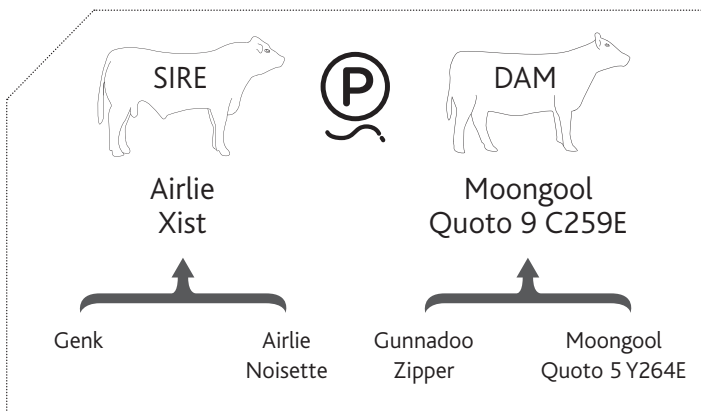 SIRE
P
DAM
Airlie
Xist
Moongool
Quoto 9 C259E
Genk
Airlie
Noisette
Gunnadoo
Zipper
Moongool
Quoto 5 Y264E